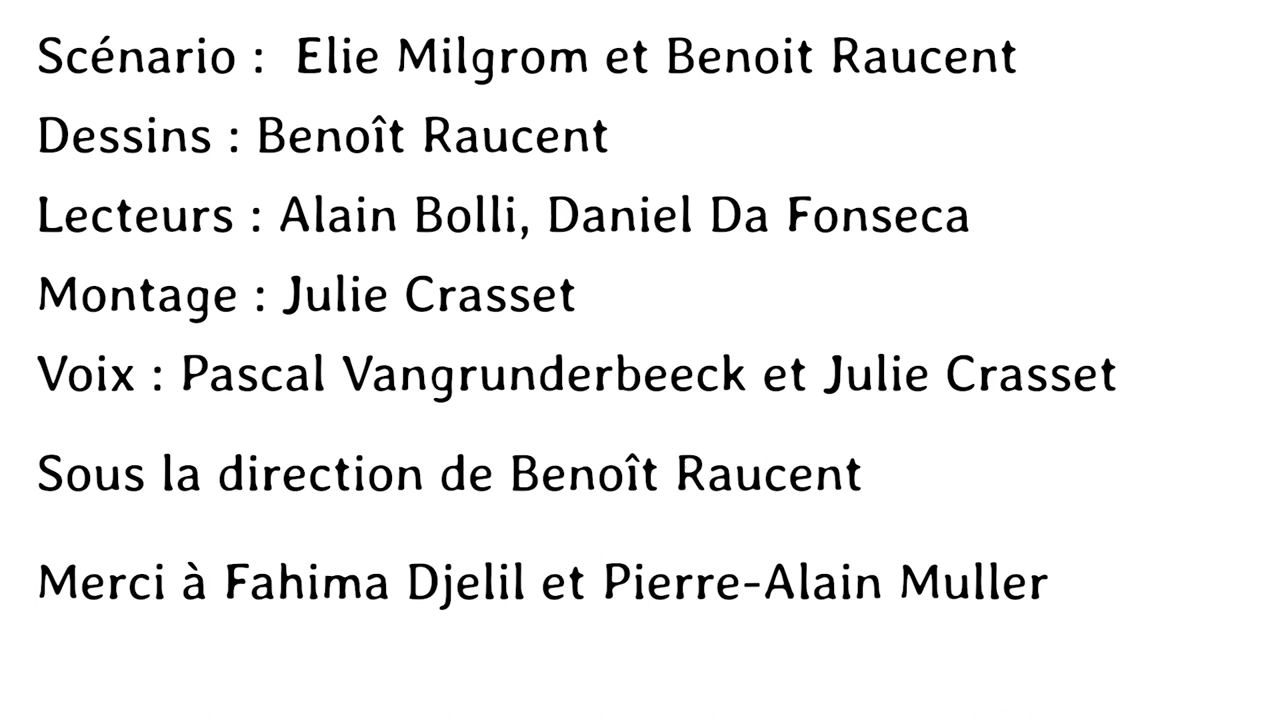 Scénario :  Elie Milgrom et Benoit Raucent
Dessins : Benoît Raucent
Lecteurs : Alain Bolli, Daniel Da Fonseca
Montage : Julie Crasset
Voix : Pascal Vangrunderbeeck et Julie Crasset
Sous la direction de Benoît Raucent
Merci à Fahima Djelil et Pierre-Alain Muller